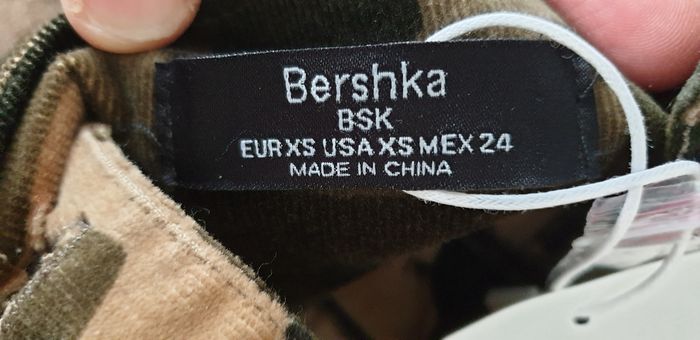 Bershka
BSK
EUR XS USA XS MEX 24
MADE IN CHINA